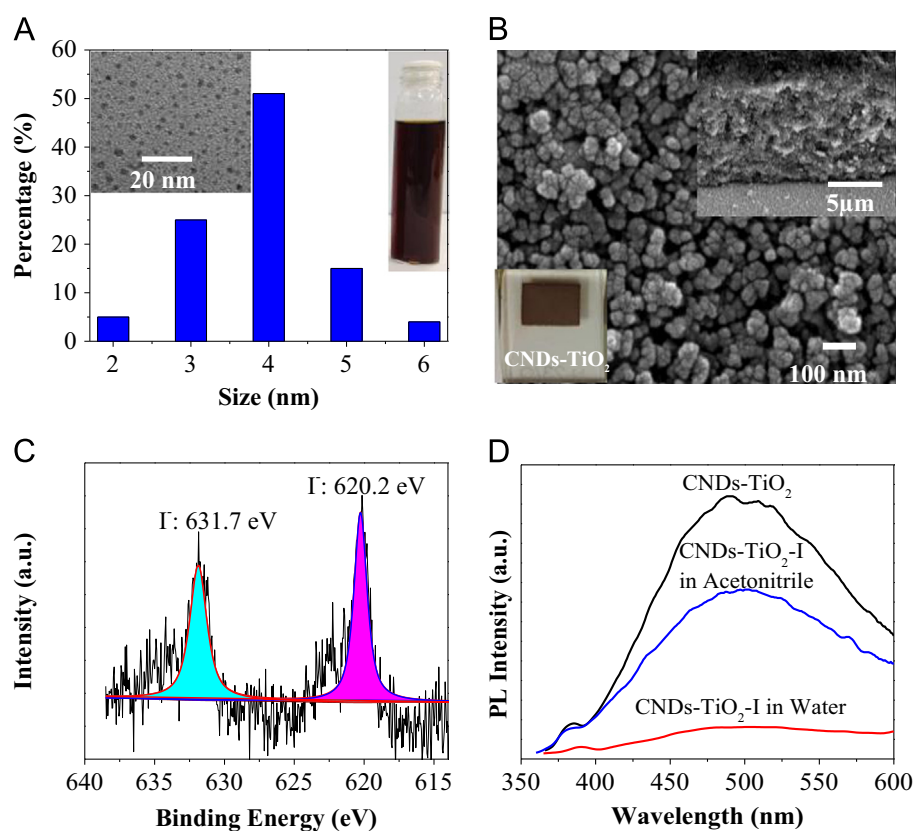 A
Percentage (%)
60
50
40
30
20
10
0
20 nm
2 3 4 5 6
Size (nm)
B
5µm
CNDs-TiO₂
100 nm
C
Intensity (a.u.)
Γ: 631.7 eV
Γ: 620.2 eV
640 635 630 625 620 615
Binding Energy (eV)
D
PL Intensity (a.u.)
CNDs-TiO₂
CNDs-TiO₂-I
in Acetonitrile
CNDs-TiO₂-I in Water
350 400 450 500 550 600
Wavelength (nm)